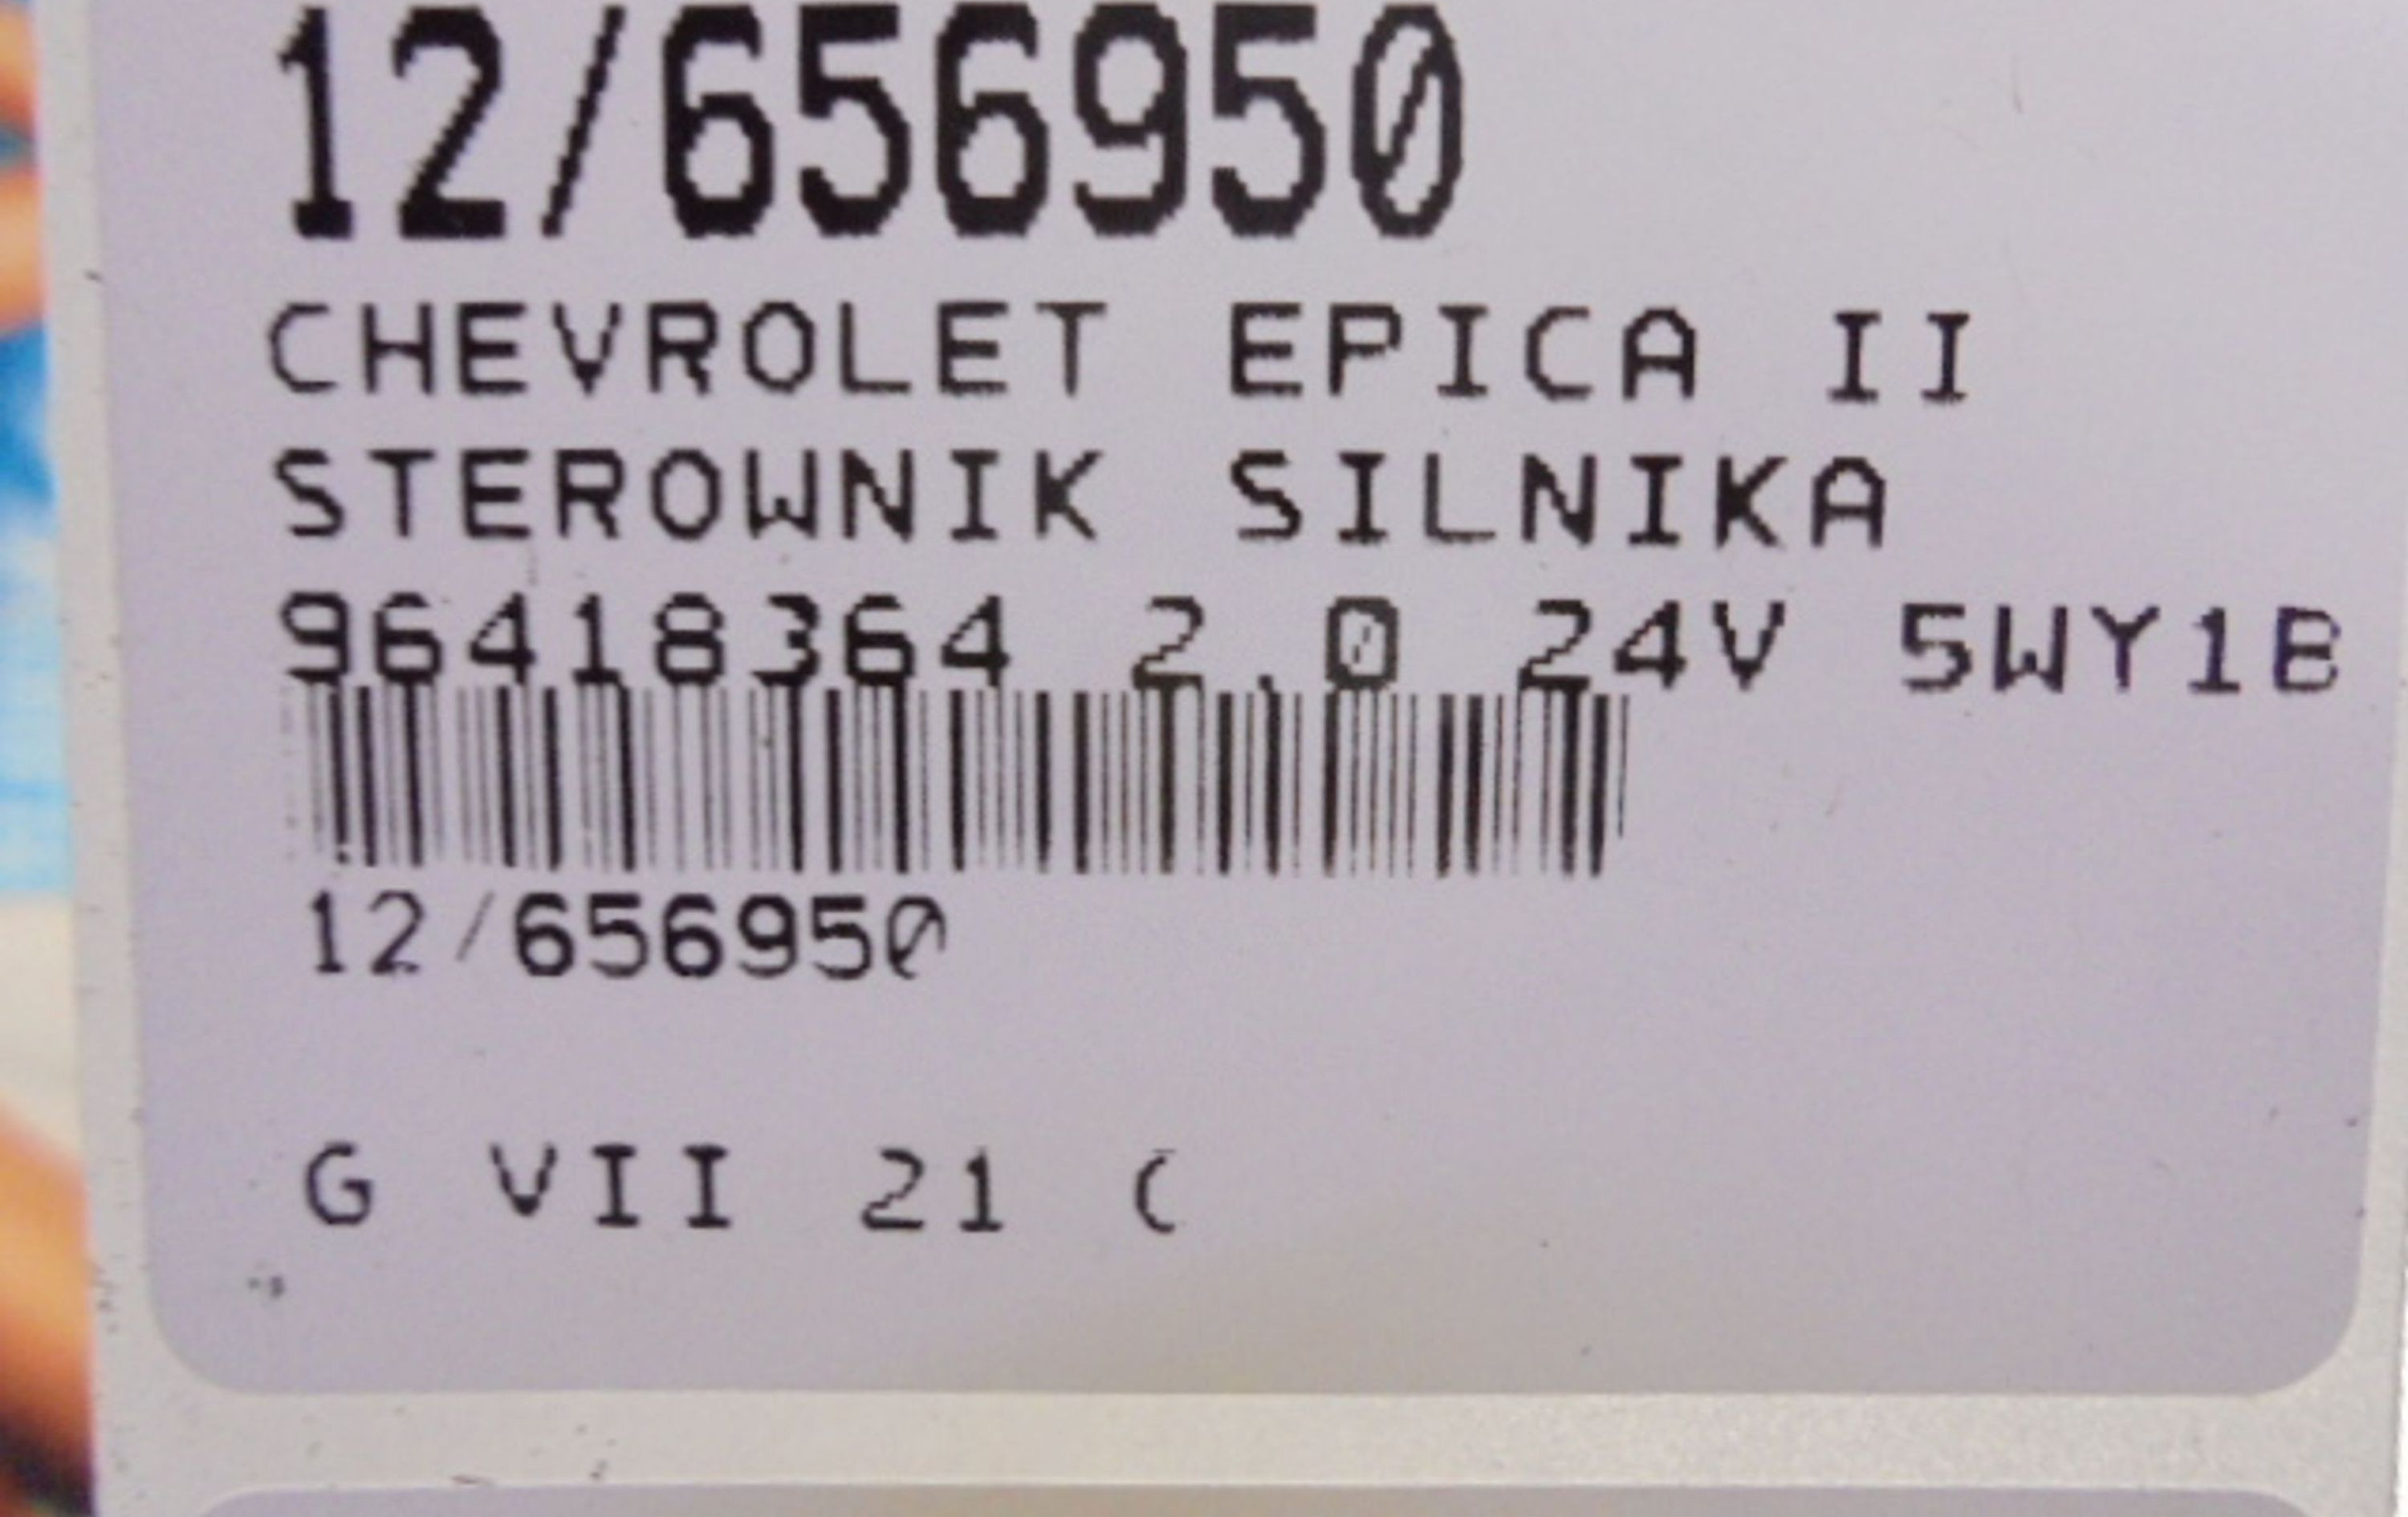 12/656950
CHEVROLET EPICA II
STEROWNIK SILNIKA
96418364 2.0 24V 5WY1B
12/656950
G VII 21 C